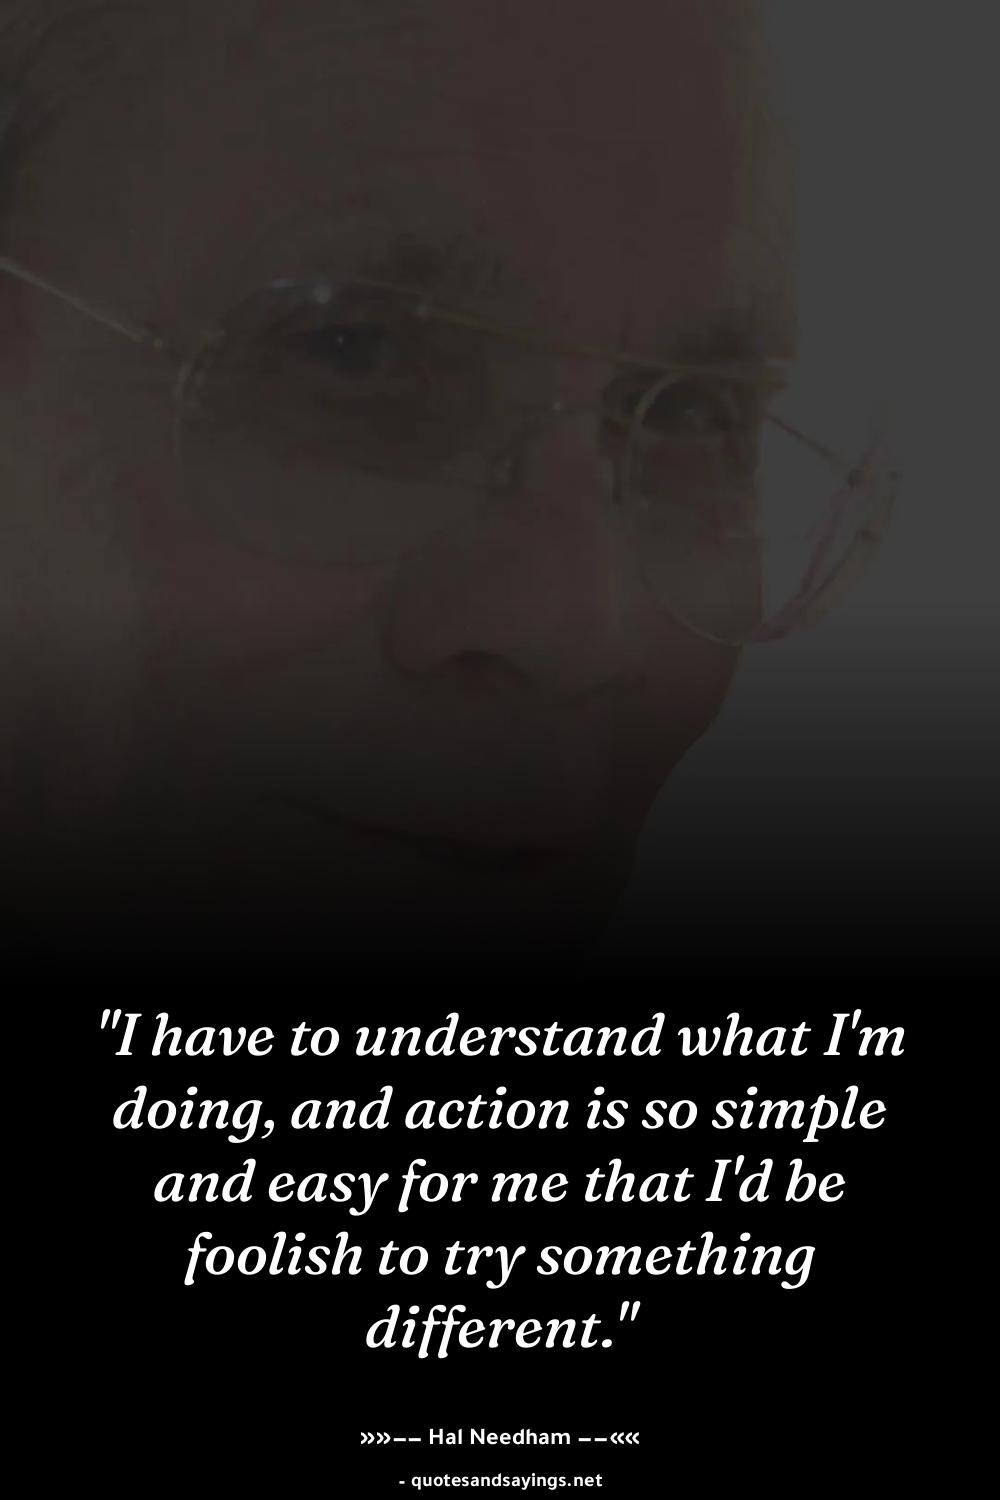 "I have to understand what I'm
doing, and action is so simple
and easy for me that I'd be
foolish to try something
different."
»»−− Hal Needham −−««
- quotesandsayings.net